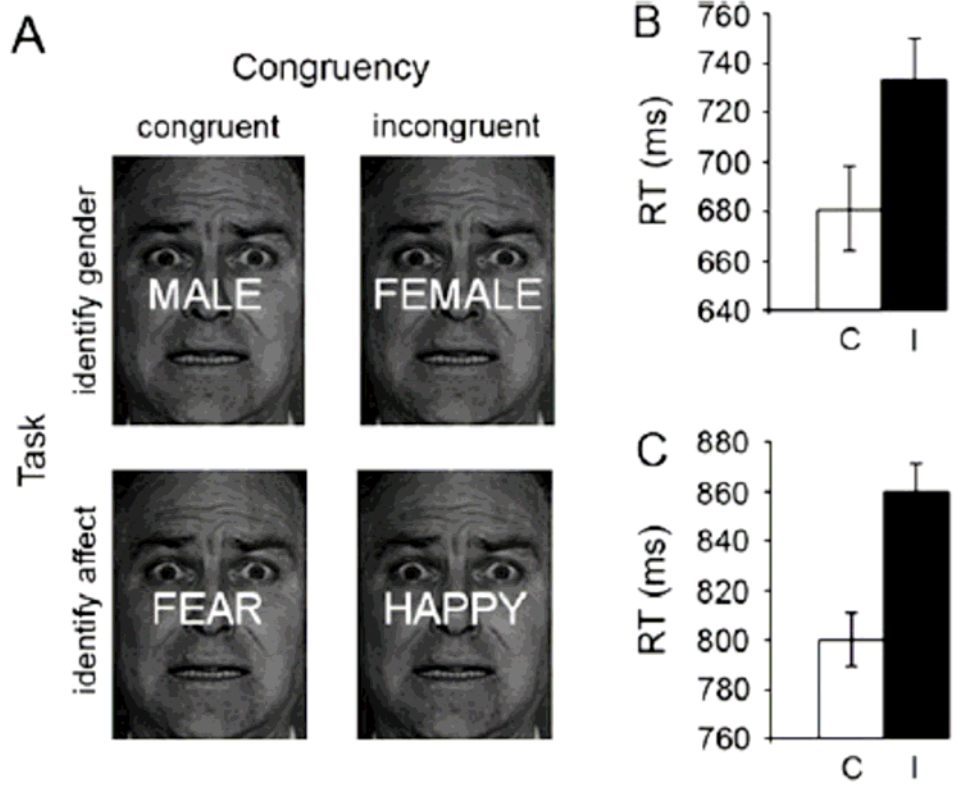 A
Congruency
congruent incongruent
Task
identify gender
MALE
FEMALE
identify affect
FEAR
HAPPY
B
RT (ms)
760
740
720
700
680
660
640
C I
C
RT (ms)
880
860
840
820
800
780
760
C I